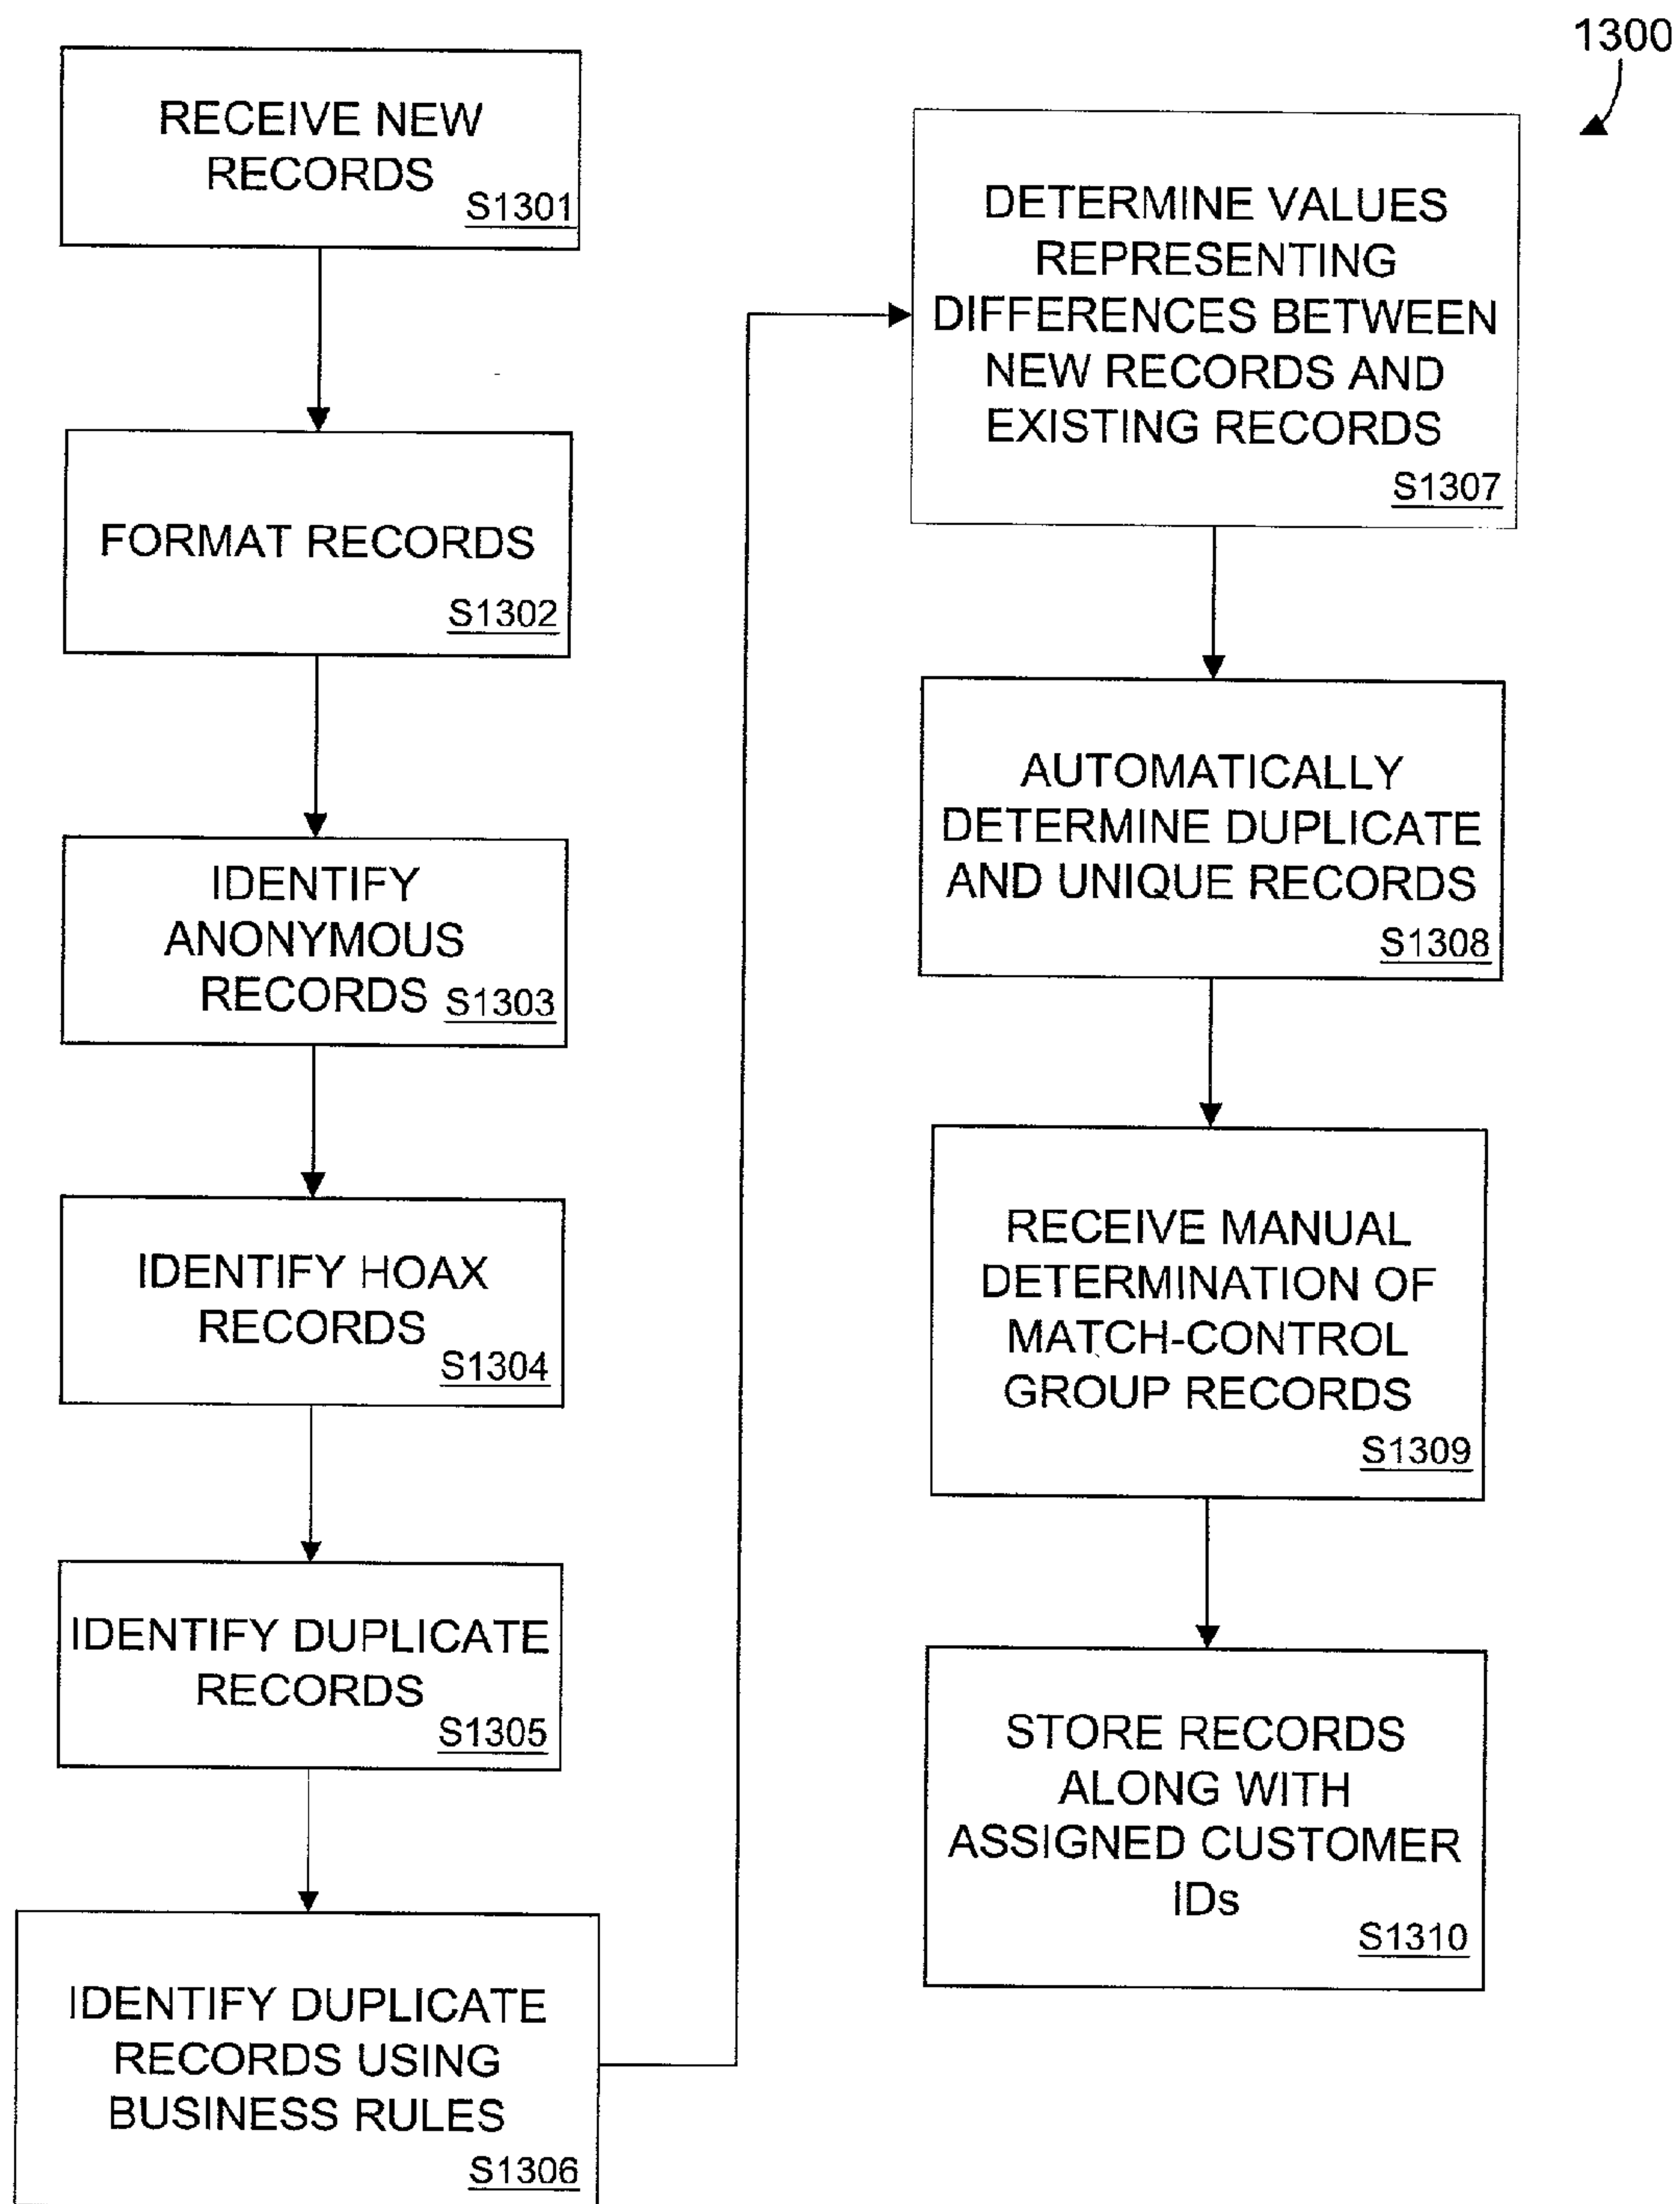 1300
RECEIVE NEW
RECORDS
S1301
FORMAT RECORDS
S1302
IDENTIFY
ANONYMOUS
RECORDS S1303
IDENTIFY HOAX
RECORDS
S1304
IDENTIFY DUPLICATE
RECORDS
S1305
IDENTIFY DUPLICATE
RECORDS USING
BUSINESS RULES
S1306
DETERMINE VALUES
REPRESENTING
DIFFERENCES BETWEEN
NEW RECORDS AND
EXISTING RECORDS
S1307
AUTOMATICALLY
DETERMINE DUPLICATE
AND UNIQUE RECORDS
S1308
RECEIVE MANUAL
DETERMINATION OF
MATCH-CONTROL
GROUP RECORDS
S1309
STORE RECORDS
ALONG WITH
ASSIGNED CUSTOMER
IDs
S1310